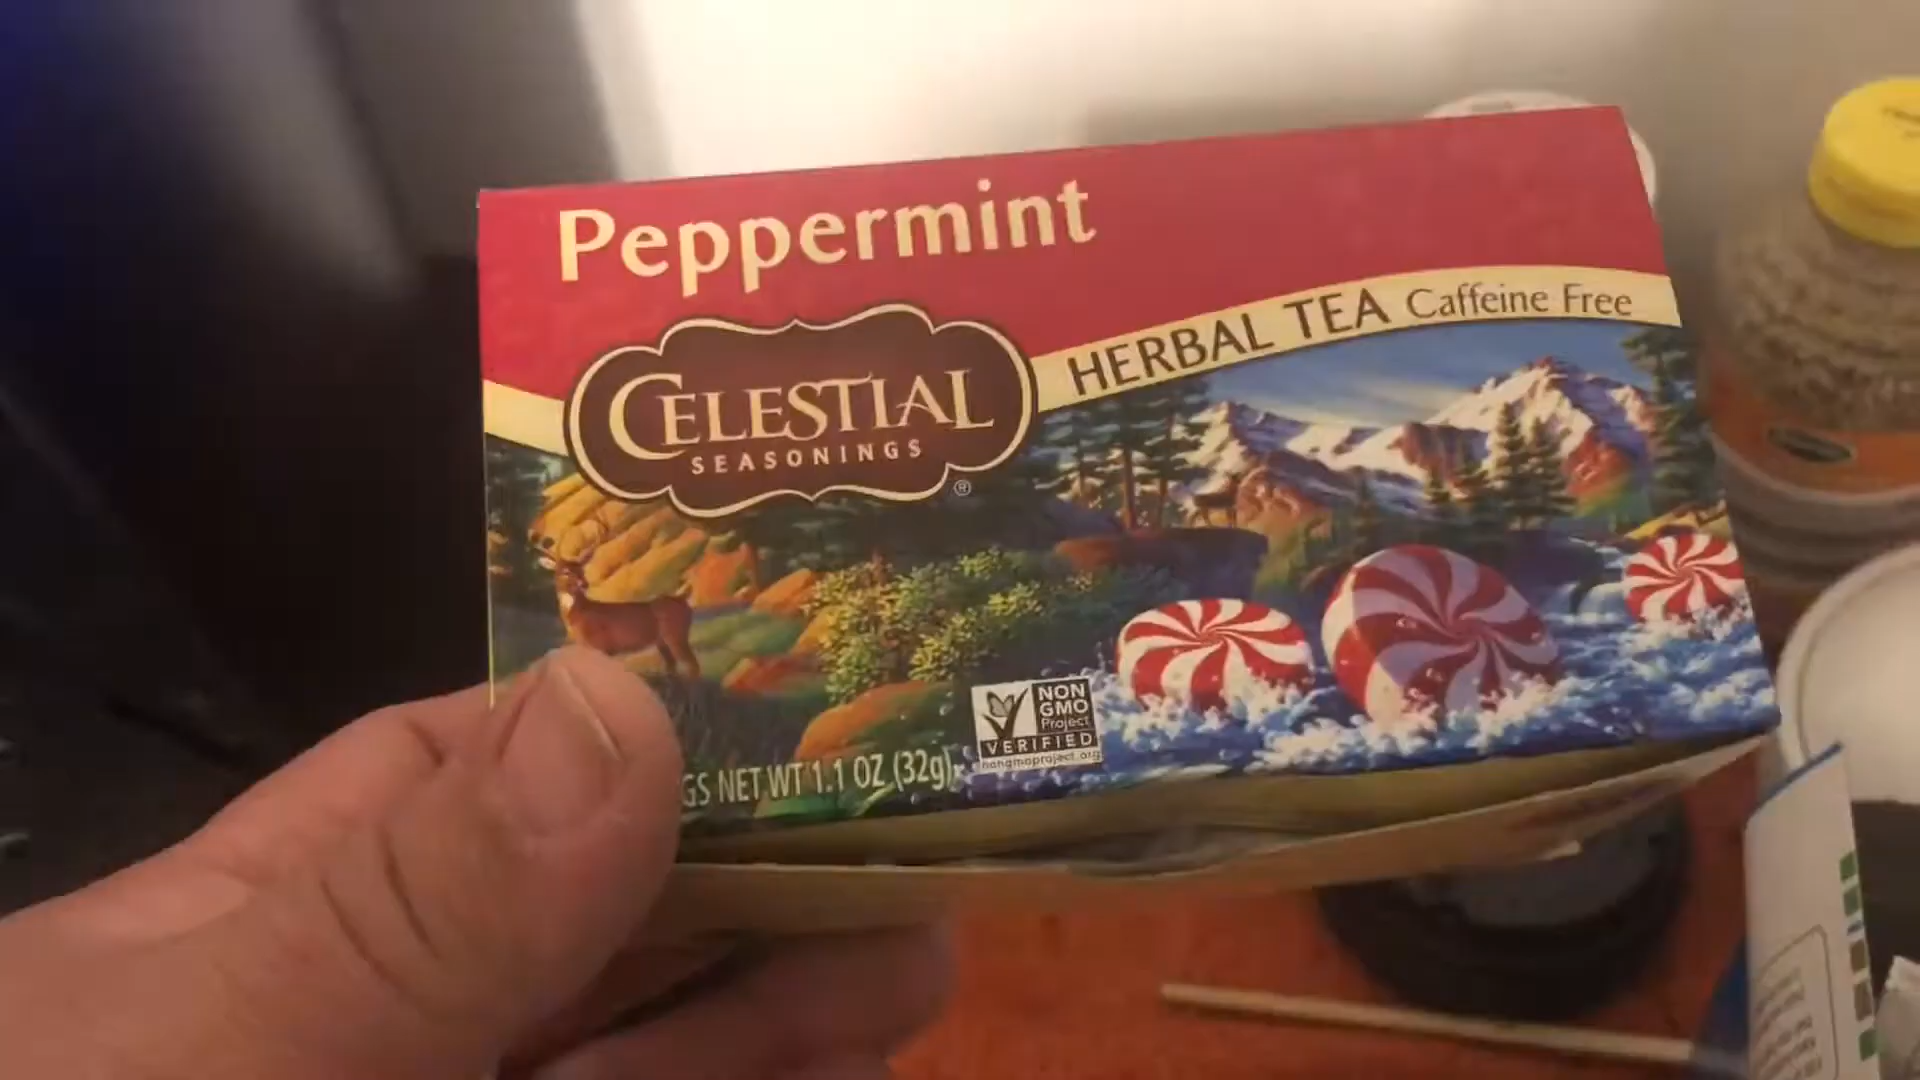 Peppermint
HERBAL TEA Caffeine Free
CELESTIAL
SEASONINGS
®
NON
GMO
Project
VERIFIED
nongmoproject.org
GS NET WT 1.1 OZ (32g)